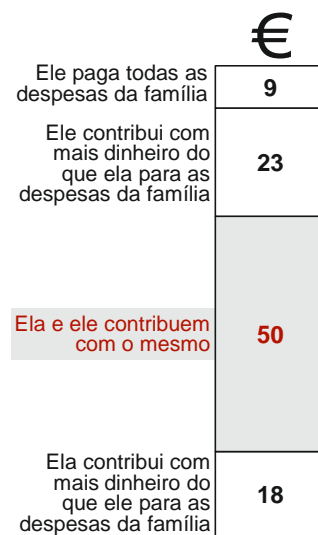 €
Ele paga todas as
despesas da família
9
Ele contribui com
mais dinheiro do
que ela para as
despesas da família
23
Ela e ele contribuem
com o mesmo
50
Ela contribui com
mais dinheiro do
que ele para as
despesas da família
18